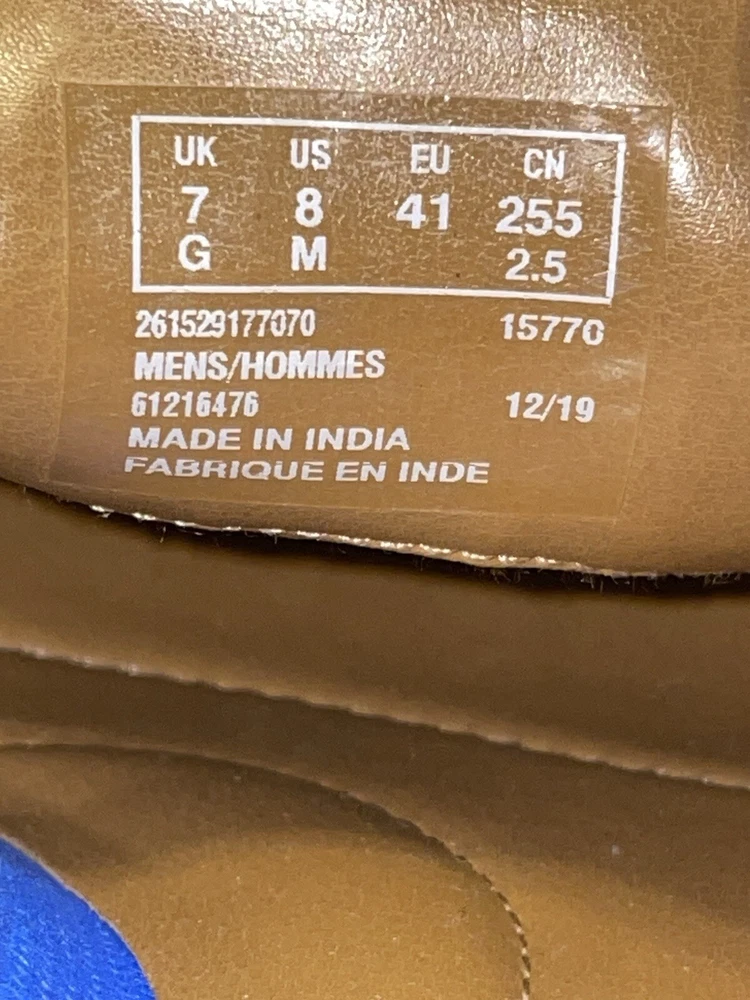 UK US EU CN
7 8 41 255
G M 2.5
261529177070 15770
MENS/HOMMES
61216476 12/19
MADE IN INDIA
FABRIQUE EN INDE